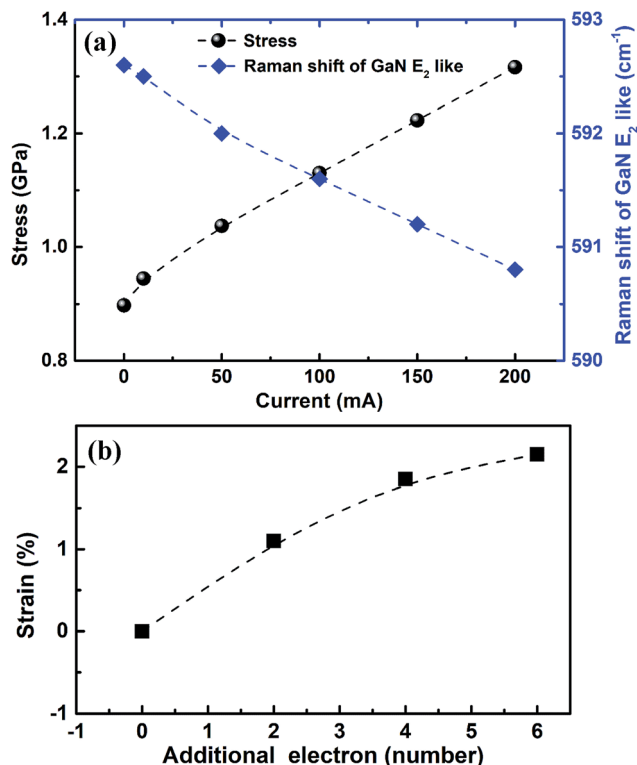 (a)
Stress
Raman shift of GaN E₂ like (cm⁻¹)
Stress (GPa)
1.4
1.2
1.0
0.8
0 50 100 150 200
Current (mA)
593
592
591
590
Raman shift of GaN E₂ like (cm⁻¹)
(b)
Strain (%)
2
1
0
-1
-1 0 1 2 3 4 5 6
Additional electron (number)